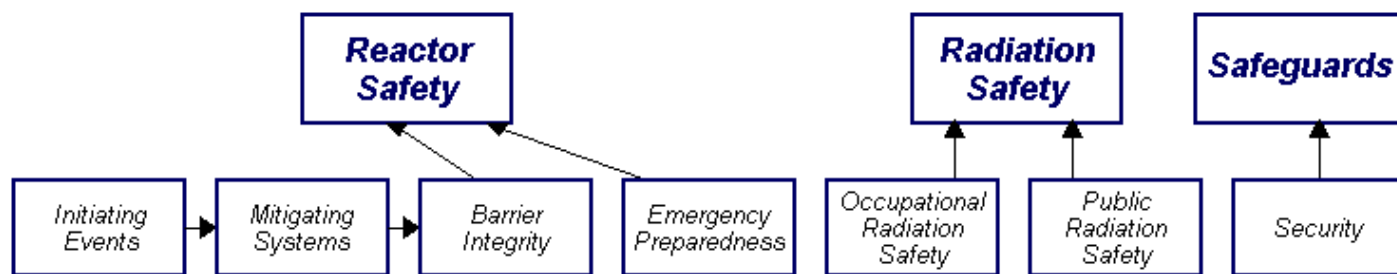 Reactor
Safety
Radiation
Safety
Safeguards
Initiating
Events
Mitigating
Systems
Barrier
Integrity
Emergency
Preparedness
Occupational
Radiation
Safety
Public
Radiation
Safety
Security